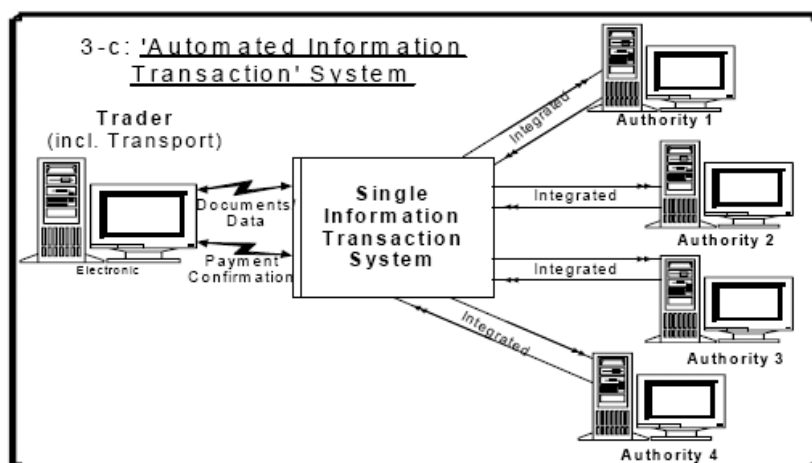 3-c: 'Automated Information
Transaction' System
Trader
(incl. Transport)
Electronic
Documents/
Data
Payment
Confirmation
Single
Information
Transaction
System
Integrated
Authority 1
Integrated
Authority 2
Integrated
Authority 3
Integrated
Authority 4